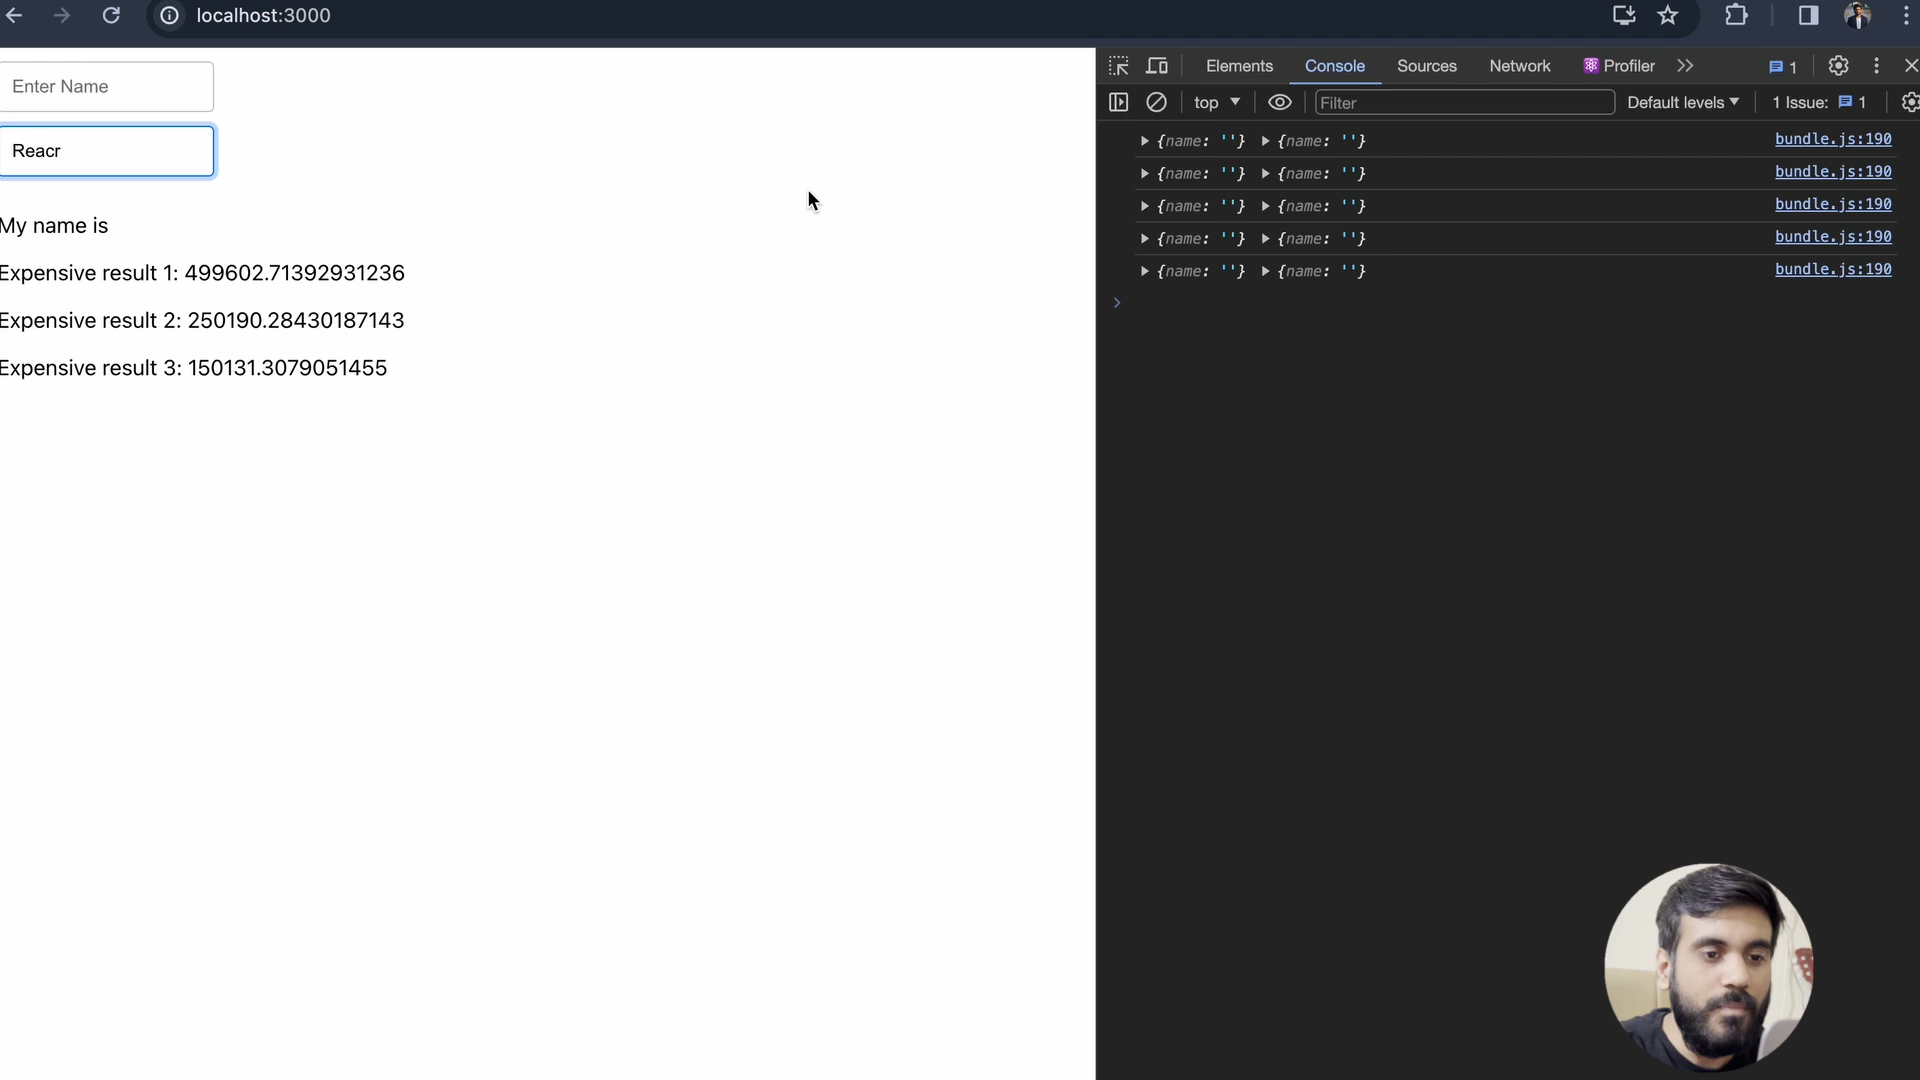 localhost:3000
Enter Name
Reacr
My name is
Expensive result 1: 499602.71392931236
Expensive result 2: 250190.28430187143
Expensive result 3: 150131.3079051455
Elements Console Sources Network Profiler 1
top Filter Default levels 1 Issue: 1
{name: ''} {name: ''} bundle.js:190
{name: ''} {name: ''} bundle.js:190
{name: ''} {name: ''} bundle.js:190
{name: ''} {name: ''} bundle.js:190
{name: ''} {name: ''} bundle.js:190